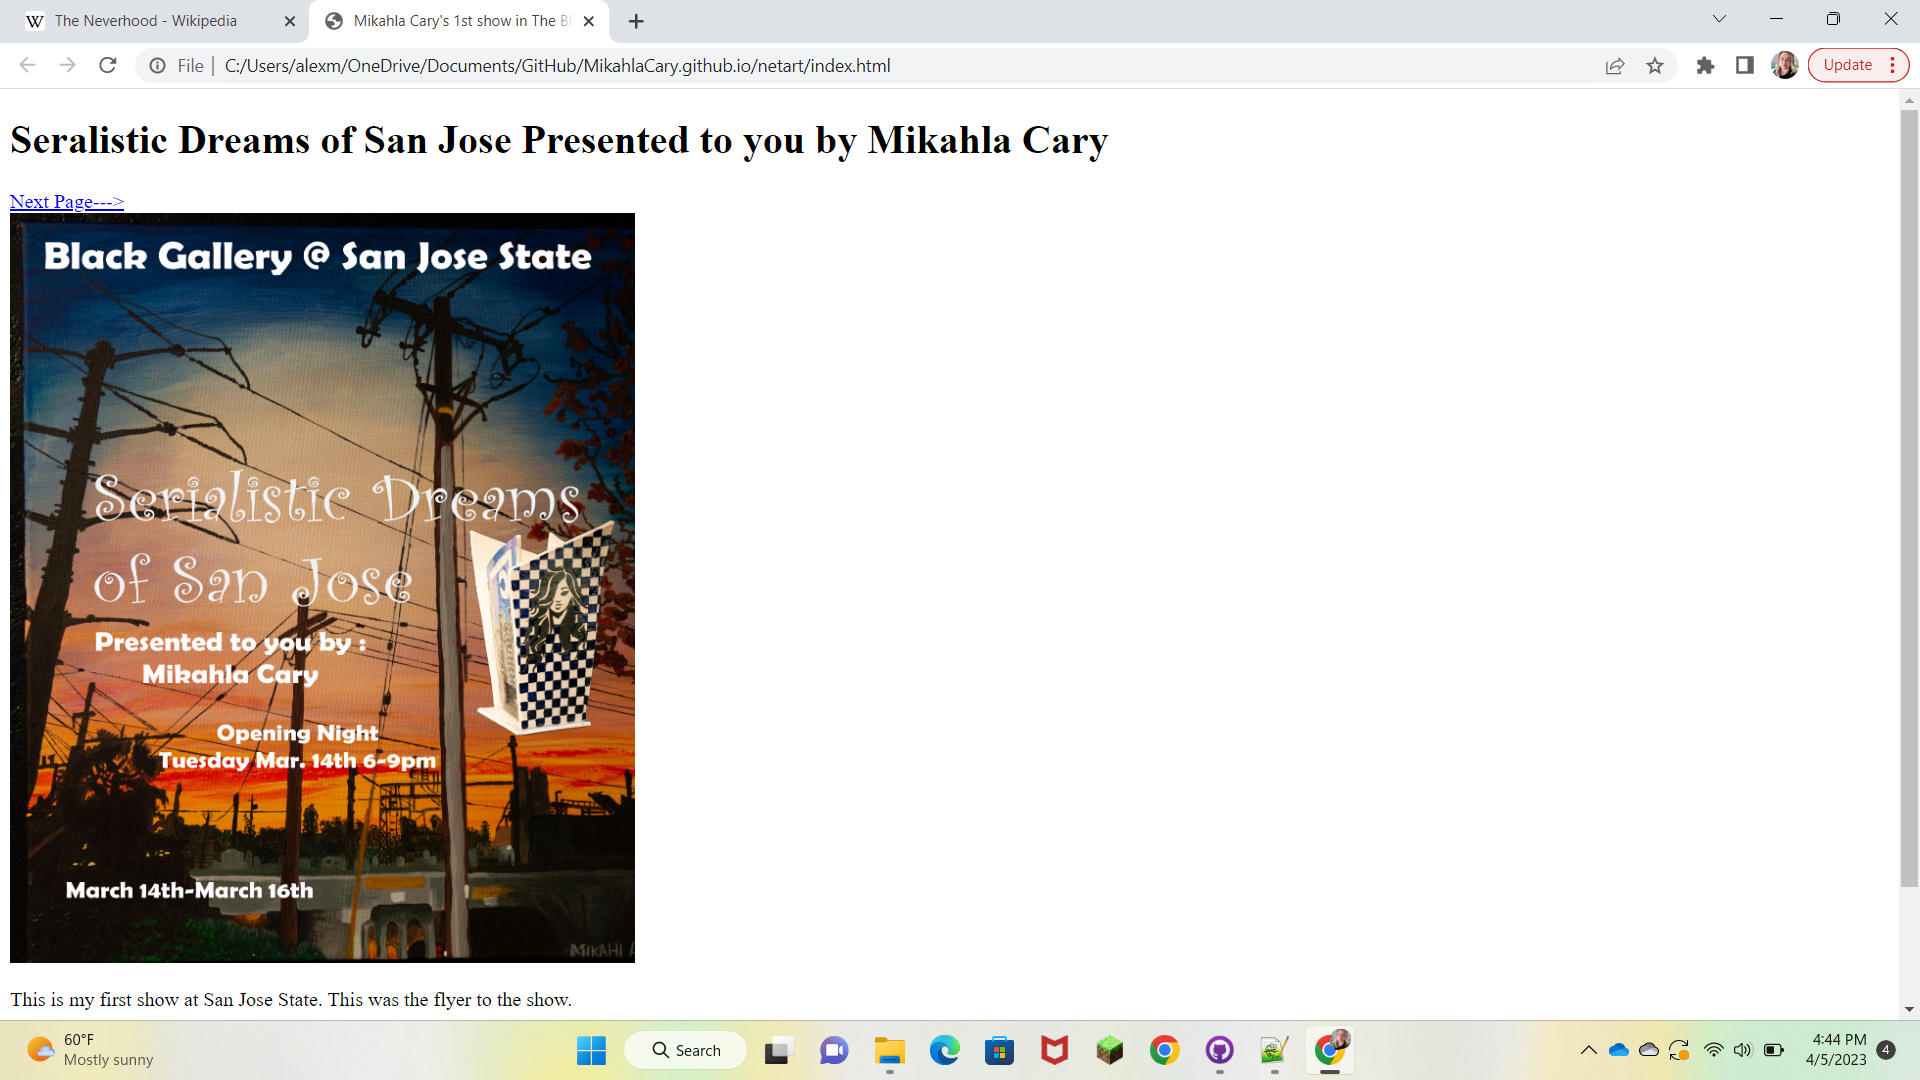 The Neverhood - Wikipedia
Mikahla Cary's 1st show in The Bl
File
C:/Users/alexm/OneDrive/Documents/GitHub/MikahlaCary.github.io/netart/index.html
Update
Seralistic Dreams of San Jose Presented to you by Mikahla Cary
Next Page--->
Black Gallery @ San Jose State
Serialistic Dreams
of San Jose
Presented to you by :
Mikahla Cary
Opening Night
Tuesday Mar. 14th 6-9pm
March 14th-March 16th
MIKAHLA
This is my first show at San Jose State. This was the flyer to the show.
60°F
Mostly sunny
Search
4:44 PM
4/5/2023
4